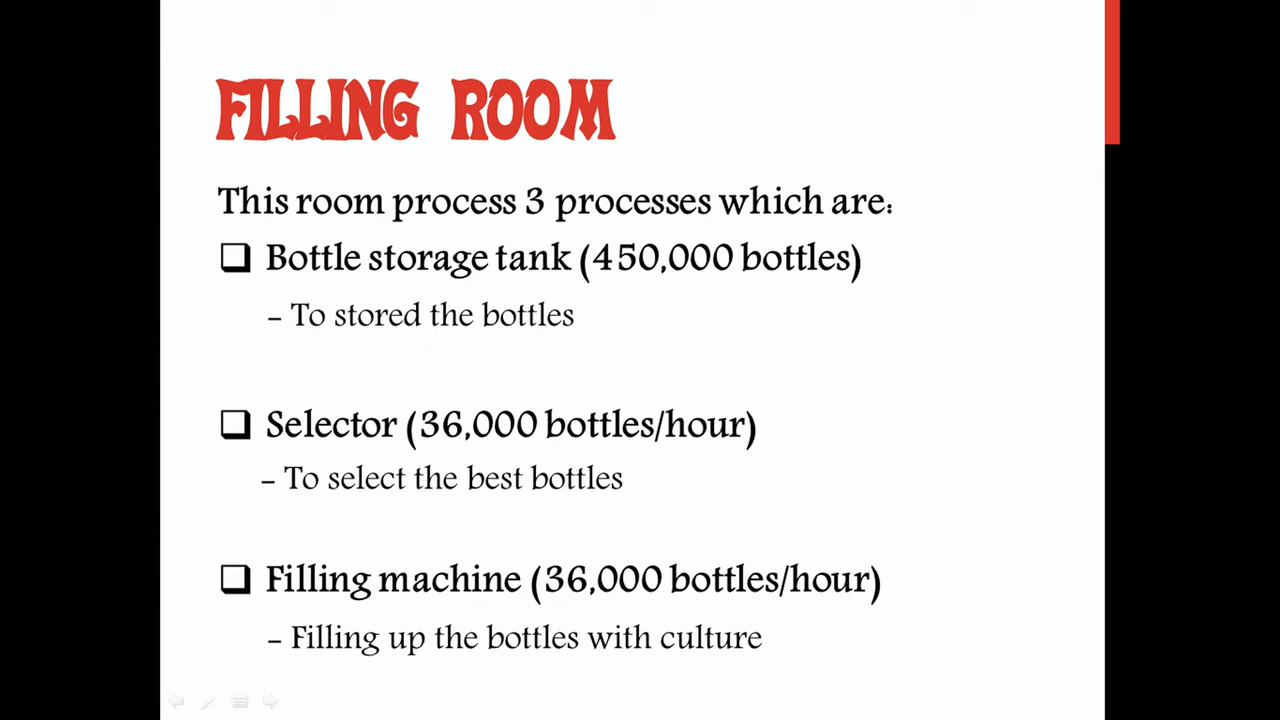 FILLING ROOM
This room process 3 processes which are:
❑ Bottle storage tank (450,000 bottles)
– To stored the bottles
❑ Selector (36,000 bottles/hour)
– To select the best bottles
❑ Filling machine (36,000 bottles/hour)
– Filling up the bottles with culture